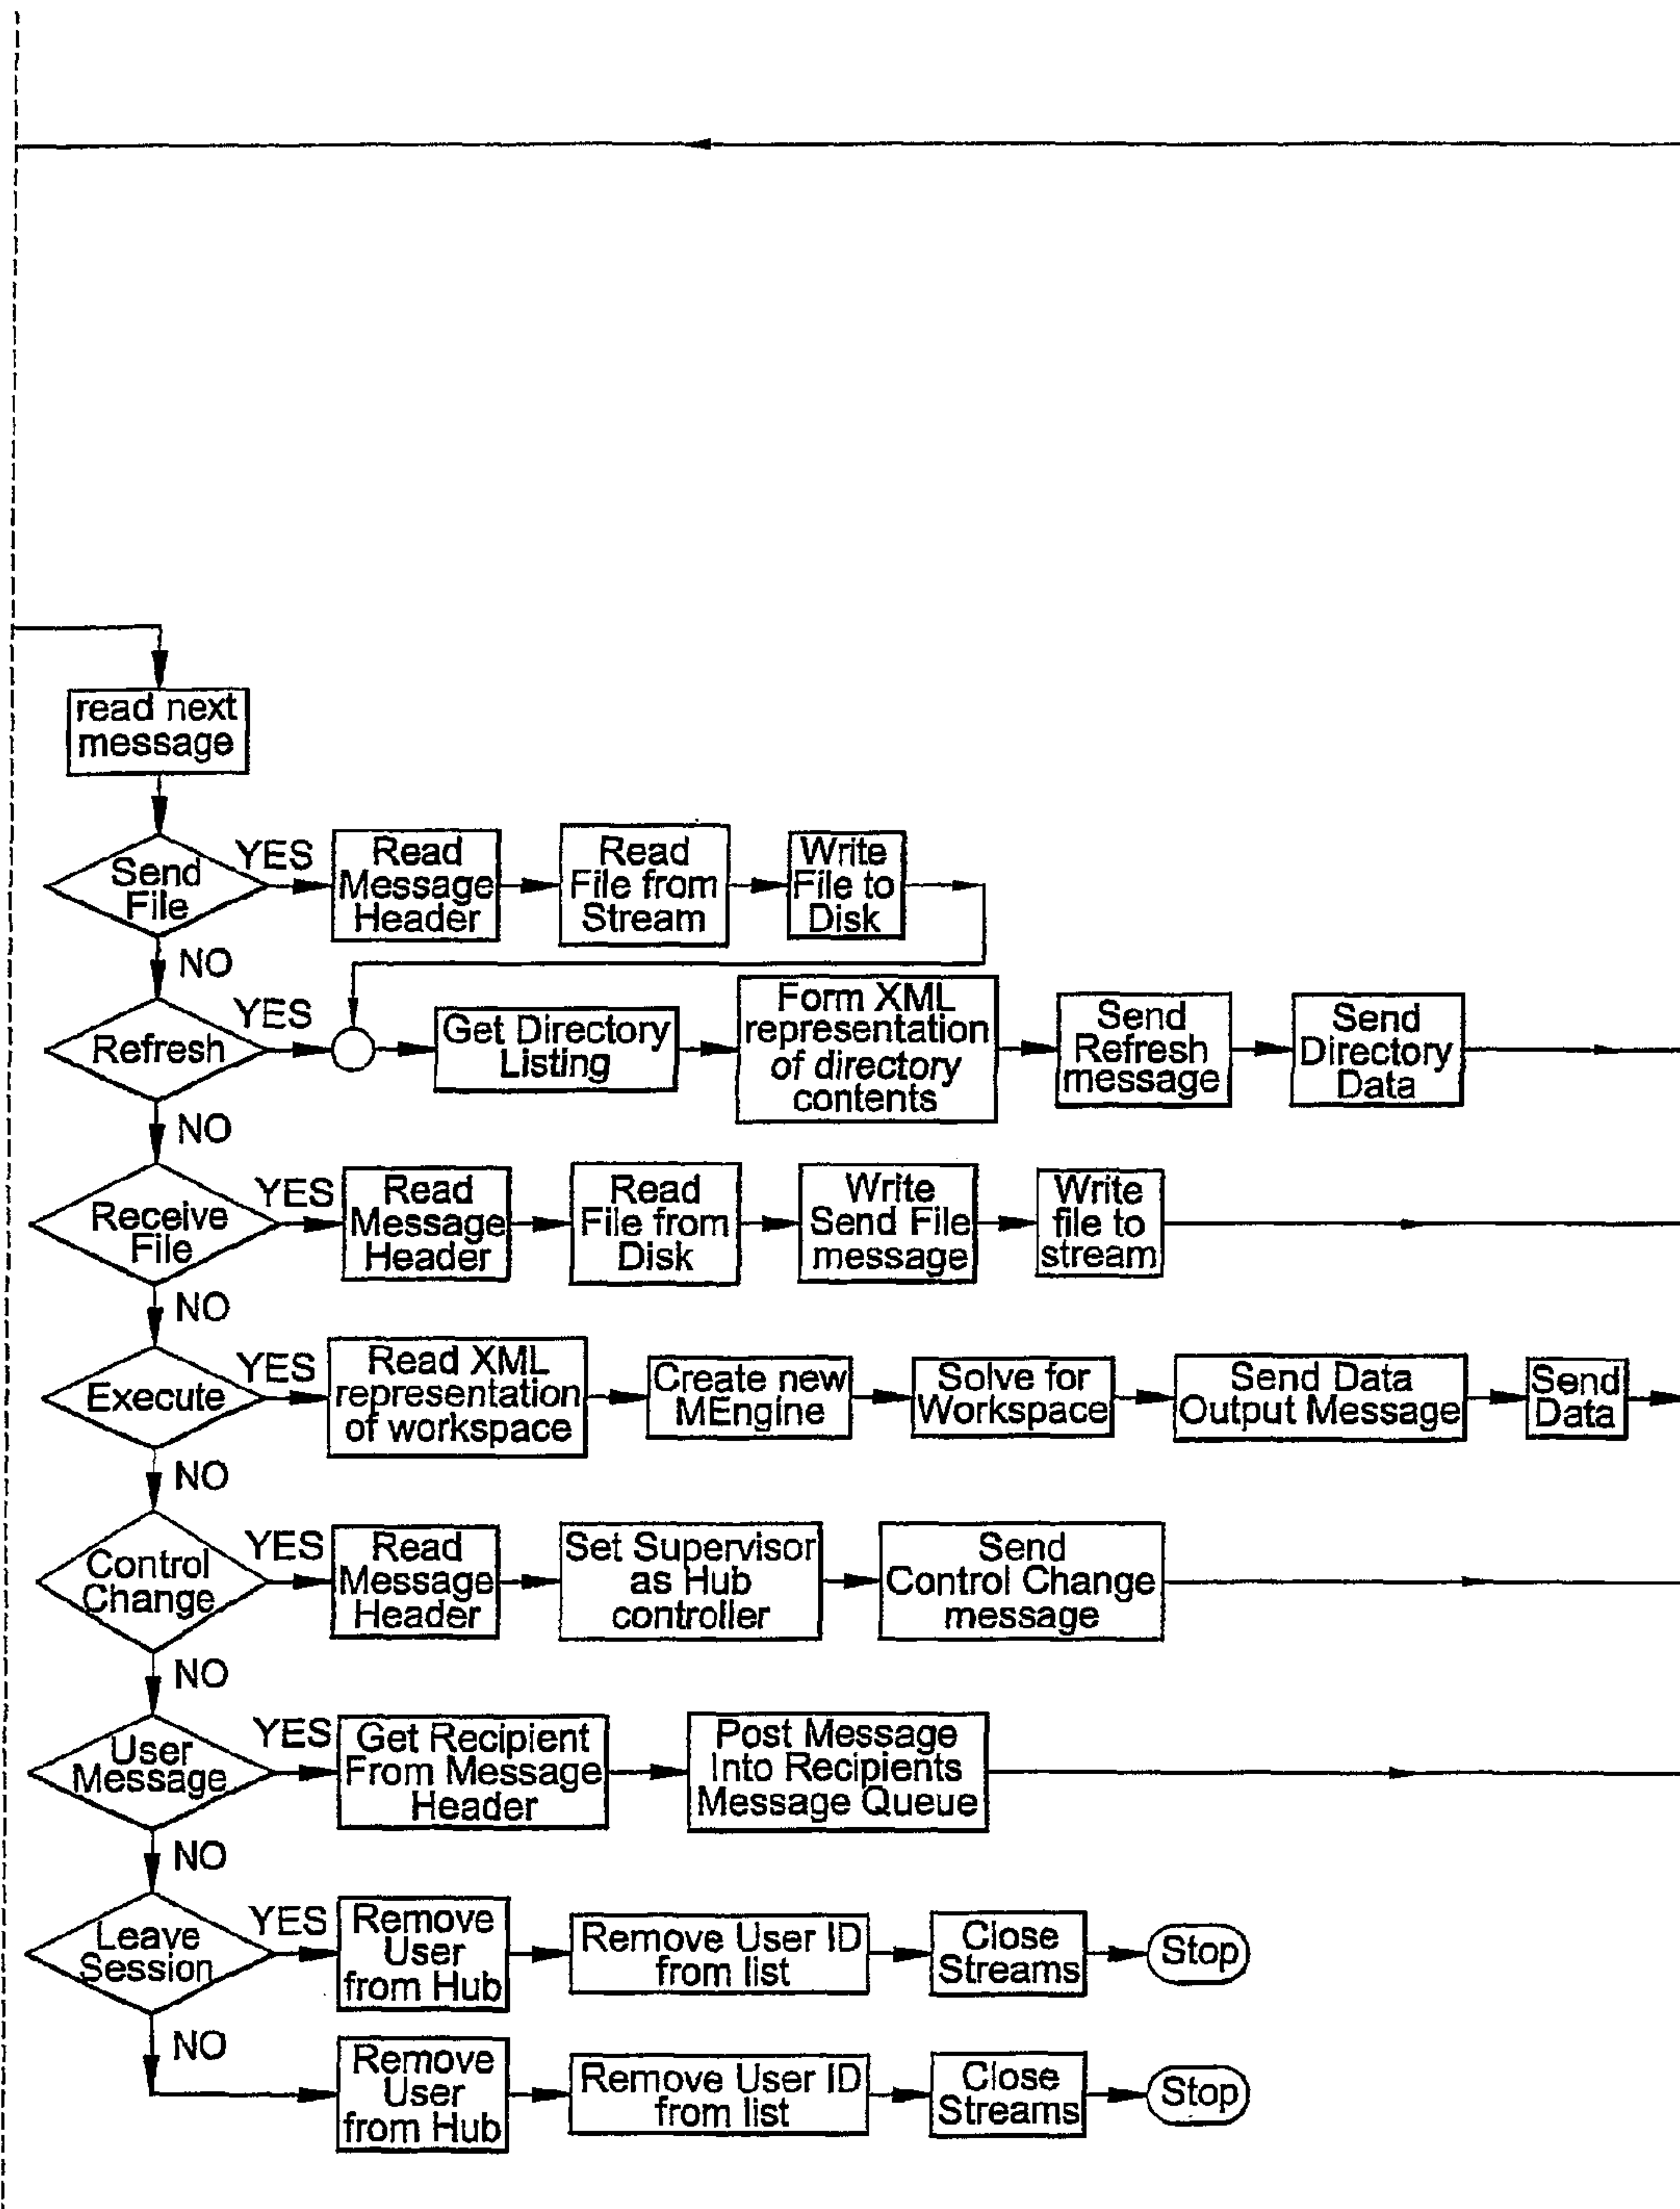 read next
message
Send
File
YES
Read
Message
Header
Read
File from
Stream
Write
File to
Disk
NO
Refresh
YES
Get Directory
Listing
Form XML
representation
of directory
contents
Send
Refresh
message
Send
Directory
Data
NO
Receive
File
YES
Read
Message
Header
Read
File from
Disk
Write
Send File
message
Write
file to
stream
NO
Execute
YES
Read XML
representation
of workspace
Create new
MEngine
Solve for
Workspace
Send Data
Output Message
Send
Data
NO
Control
Change
YES
Read
Message
Header
Set Supervisor
as Hub
controller
Send
Control Change
message
NO
User
Message
YES
Get Recipient
From Message
Header
Post Message
Into Recipients
Message Queue
NO
Leave
Session
YES
Remove
User
from Hub
Remove User ID
from list
Close
Streams
Stop
NO
Remove
User
from Hub
Remove User ID
from list
Close
Streams
Stop